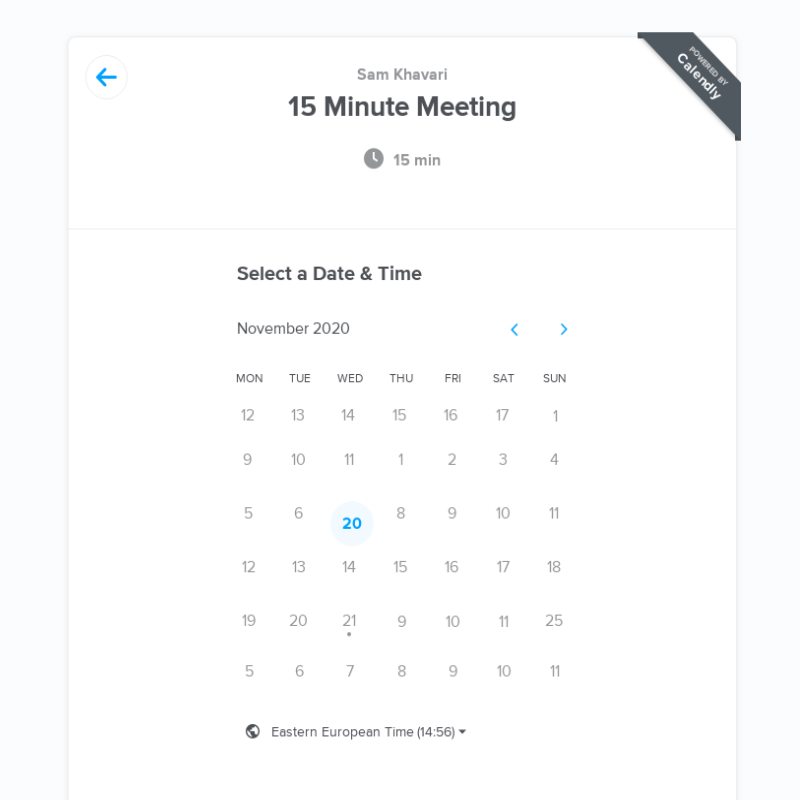 Sam Khavari
POWERED BY
Calendly
15 Minute Meeting
15 min
Select a Date & Time
November 2020
MON TUE WED THU FRI SAT SUN
12 13 14 15 16 17 1
9 10 11 1 2 3 4
5 6 20 8 9 10 11
12 13 14 15 16 17 18
19 20 21 9 10 11 25
5 6 7 8 9 10 11
Eastern European Time (14:56)